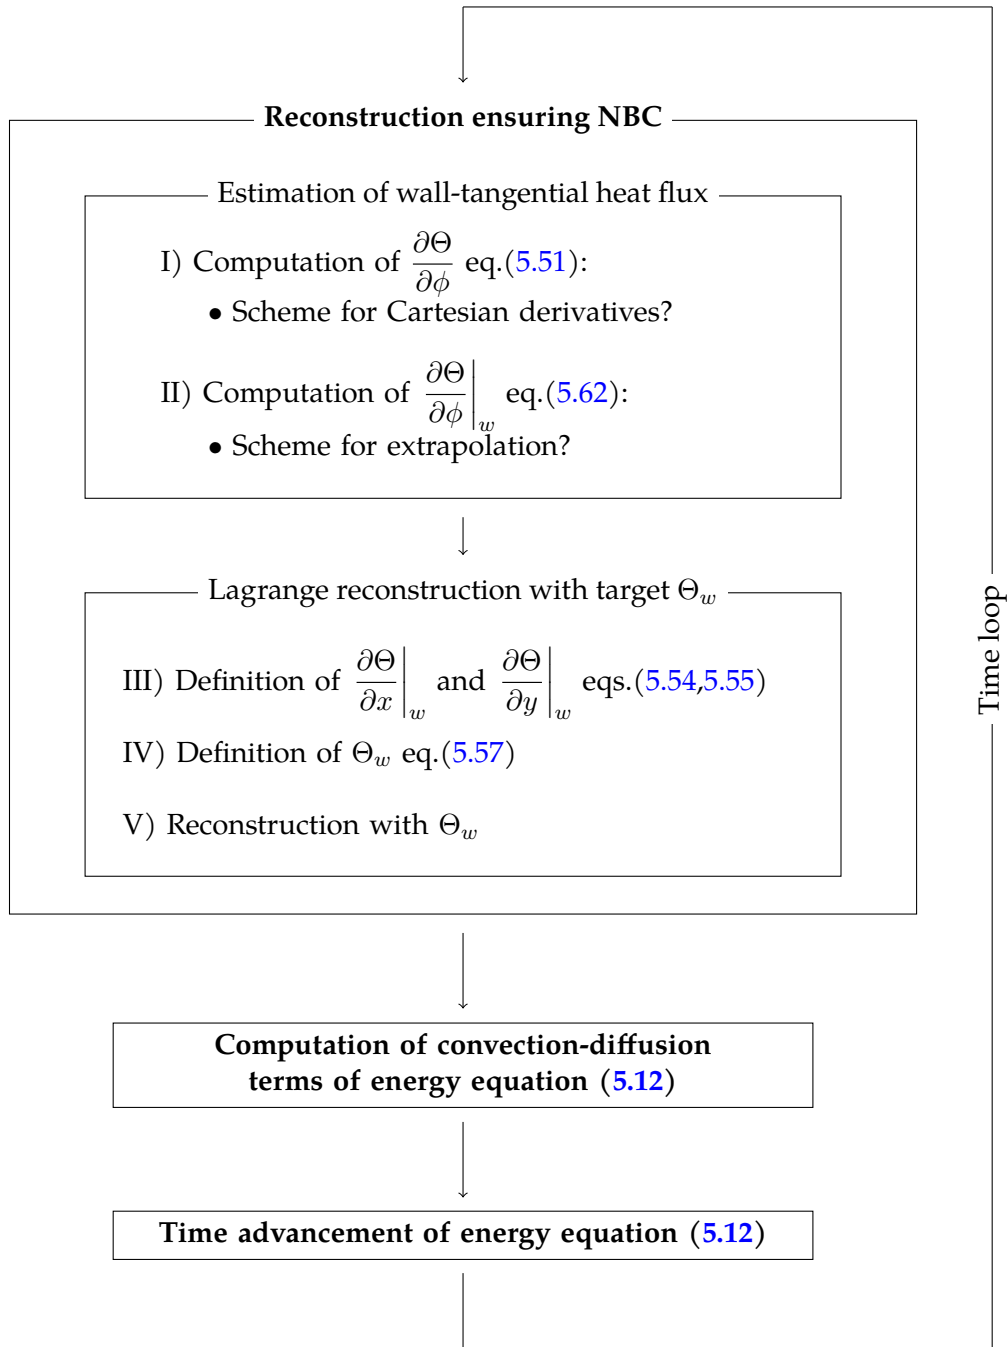 Reconstruction ensuring NBC
Estimation of wall-tangential heat flux
I) Computation of ∂Θ/∂ϕ eq.(5.51):
• Scheme for Cartesian derivatives?
II) Computation of ∂Θ/∂ϕ|w eq.(5.62):
• Scheme for extrapolation?
Lagrange reconstruction with target Θw
III) Definition of ∂Θ/∂x|w and ∂Θ/∂y|w eqs.(5.54,5.55)
IV) Definition of Θw eq.(5.57)
V) Reconstruction with Θw
Time loop
Computation of convection-diffusion
terms of energy equation (5.12)
Time advancement of energy equation (5.12)